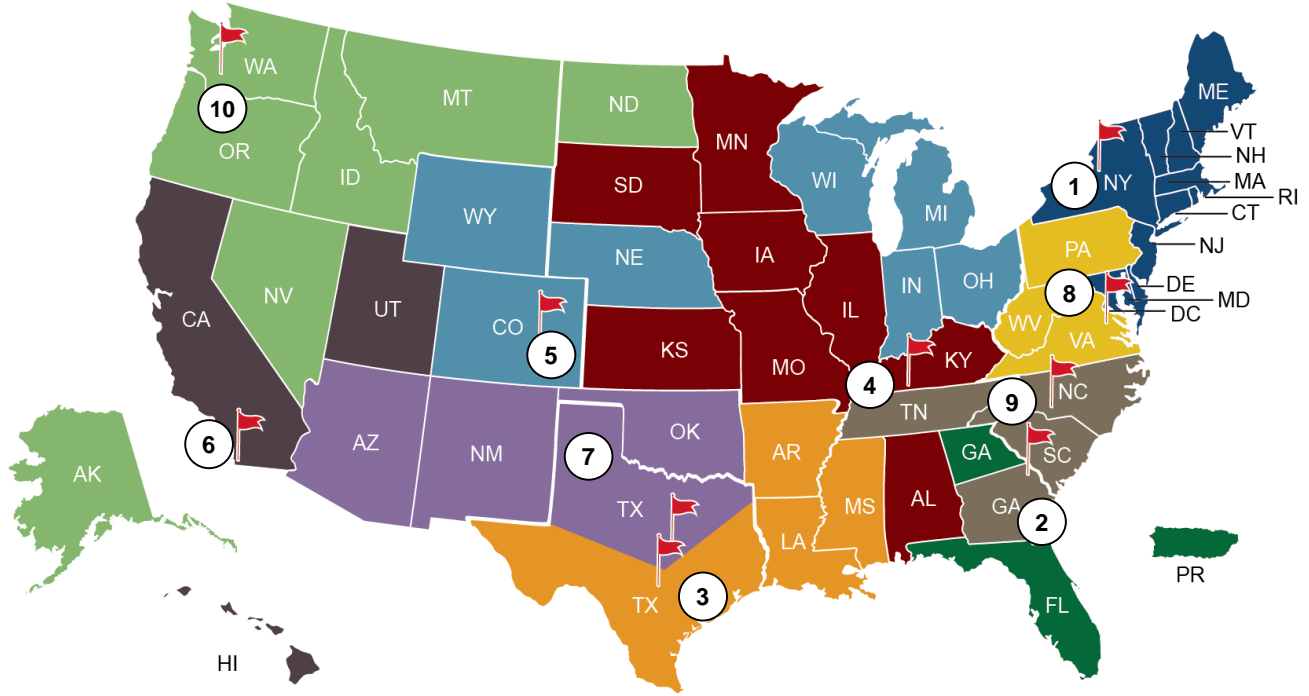 WA
10
MT
ND
ME
OR
MN
VT
ID
SD
WI
NH
1
NY
MA
RI
WY
MI
CT
NJ
PA
IA
NE
IN
OH
NV
UT
CA
CO
5
8
DE
MD
DC
IL
WV
VA
KS
MO
4
KY
NC
TN
9
6
AZ
NM
7
OK
AR
GA
SC
AK
TX
MS
AL
GA
2
LA
PR
TX
3
FL
HI